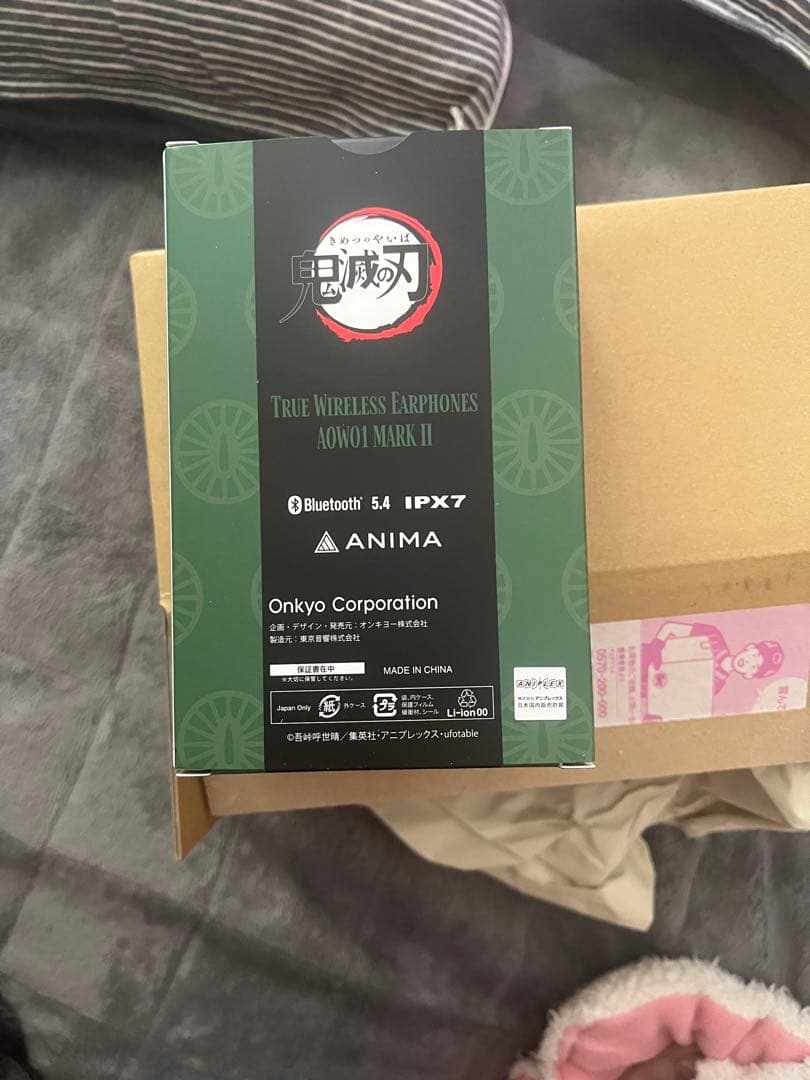 きめつのやいば
鬼滅の刃
TRUE WIRELESS EARPHONES
AOW01 MARK II
Bluetooth® 5.4 IPX7
ANIMA
Onkyo Corporation
企画・デザイン・発売元：オンキヨー株式会社
製造元：東京音響株式会社
保証書在中
※大切に保管してください。
MADE IN CHINA
Japan Only
紙
外ケース
プラ
袋、内ケース、
保護フィルム
緩衝材、シール
Li-ion 00
ANIPLEX
株式会社アニプレックス
日本国内販売許諾
©吾峠呼世晴／集英社・アニプレックス・ufotable
0570-200-000